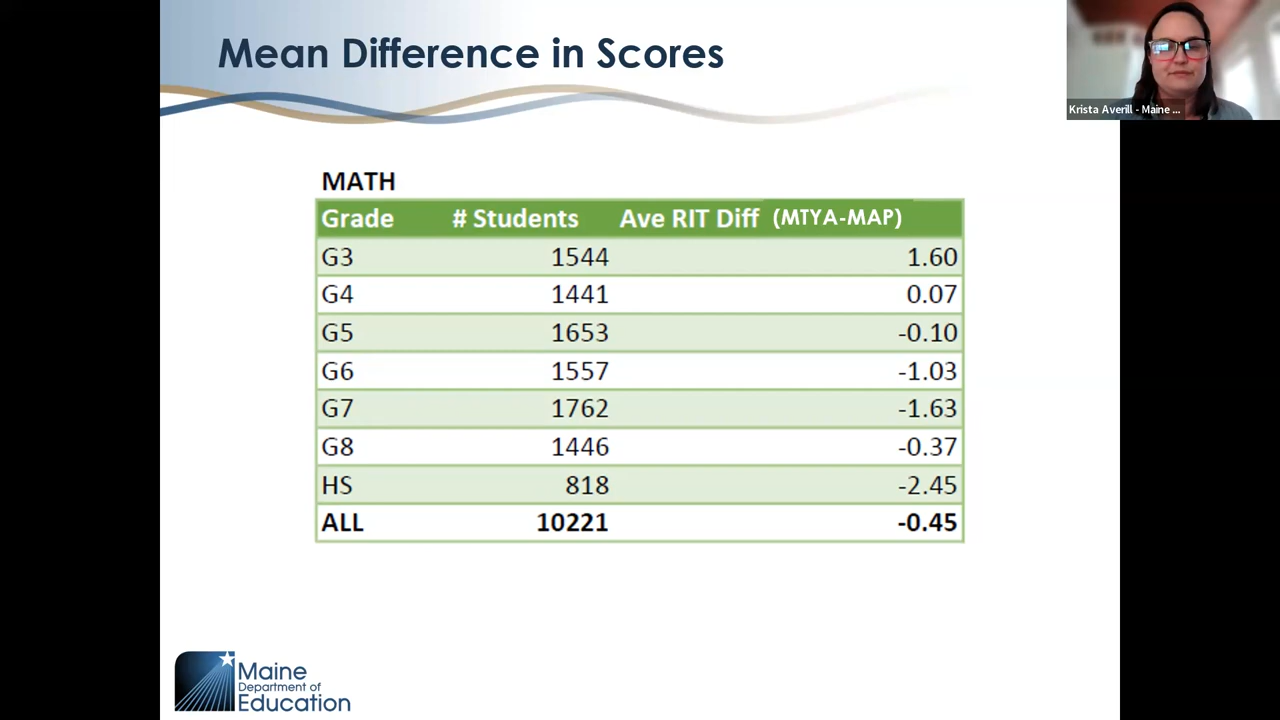 Mean Difference in Scores
Krista Averill - Maine ...
MATH
Grade # Students Ave RIT Diff (MTYA-MAP)
G3 1544 1.60
G4 1441 0.07
G5 1653 -0.10
G6 1557 -1.03
G7 1762 -1.63
G8 1446 -0.37
HS 818 -2.45
ALL 10221 -0.45
Maine
Department of
Education